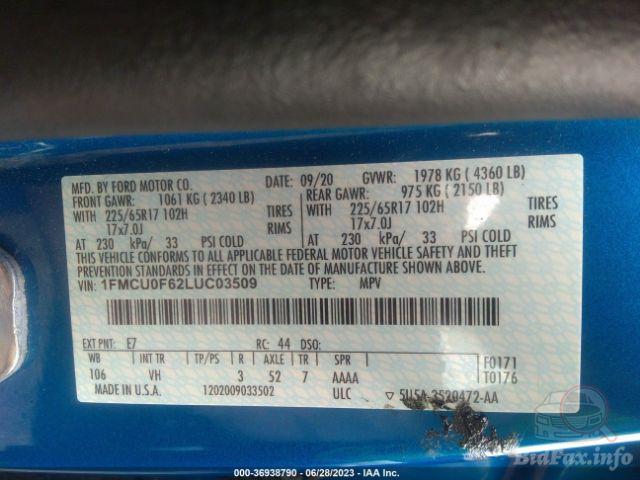 MFD. BY FORD MOTOR CO. DATE: 09/20 GVWR: 1978 KG ( 4360 LB)
FRONT GAWR: 1061 KG ( 2340 LB) REAR GAWR: 975 KG ( 2150 LB)
WITH 225/65R17 102H TIRES WITH 225/65R17 102H TIRES
17x7.0J RIMS 17x7.0J RIMS
AT 230 kPa/ 33 PSI COLD AT 230 kPa/ 33 PSI COLD
THIS VEHICLE CONFORMS TO ALL APPLICABLE FEDERAL MOTOR VEHICLE SAFETY AND THEFT
PREVENTION STANDARDS IN EFFECT ON THE DATE OF MANUFACTURE SHOWN ABOVE.
VIN: 1FMCU0F62LUC03509 TYPE: MPV
EXT PNT: E7 RC: 44 DSO:
WB INT TR TP/PS R AXLE TR SPR F0171
106 VH 3 52 7 AAAA T0176
MADE IN U.S.A. 1202009033502 ULC 5U5A-3520472-AA
BidFax.info
000-36938790 - 06/28/2023 - IAA Inc.